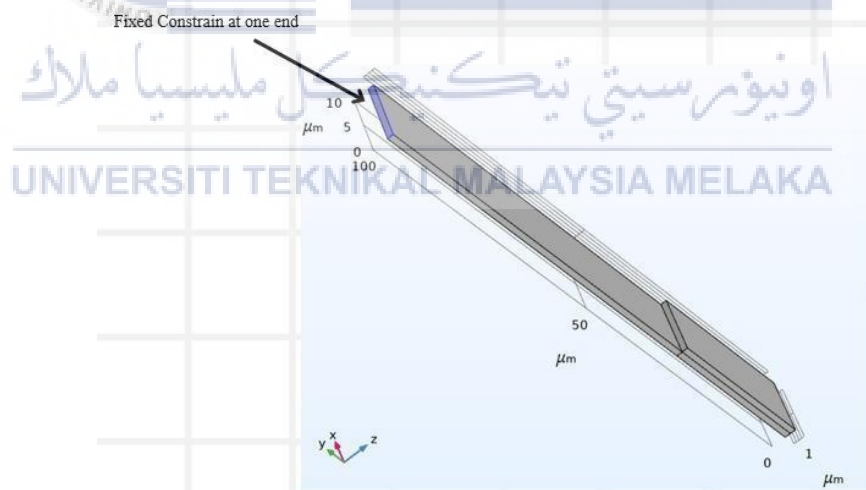 Fixed Constrain at one end
اونيۏرسيتي تيكنيكل مليسيا ملاك
UNIVERSITI TEKNIKAL MALAYSIA MELAKA
10
µm
5
0
100
50
µm
0
1
µm
x
y
z